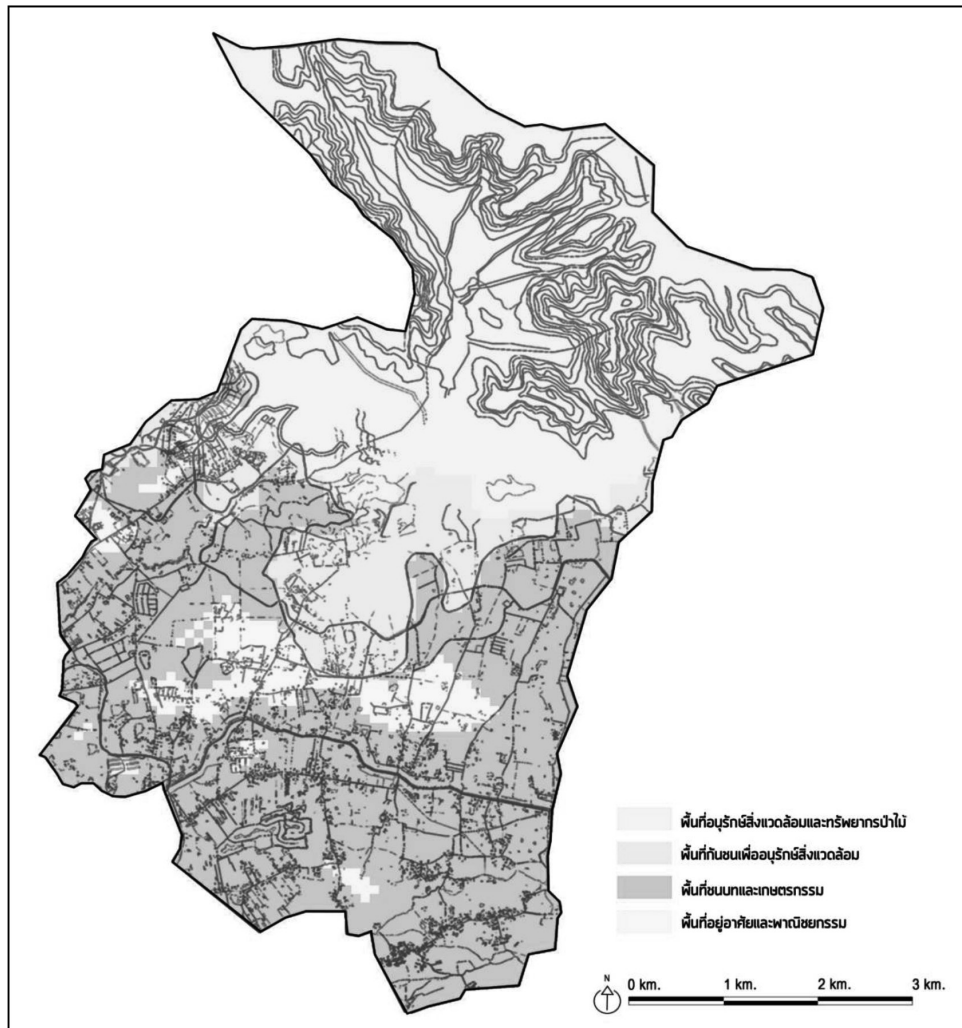 พื้นที่อนุรักษ์สิ่งแวดล้อมและทรัพยากรป่าไม้
พื้นที่กันชนเพื่ออนุรักษ์สิ่งแวดล้อม
พื้นที่ชนบทและเกษตรกรรม
พื้นที่อยู่อาศัยและพาณิชยกรรม
N
0 km. 1 km. 2 km. 3 km.